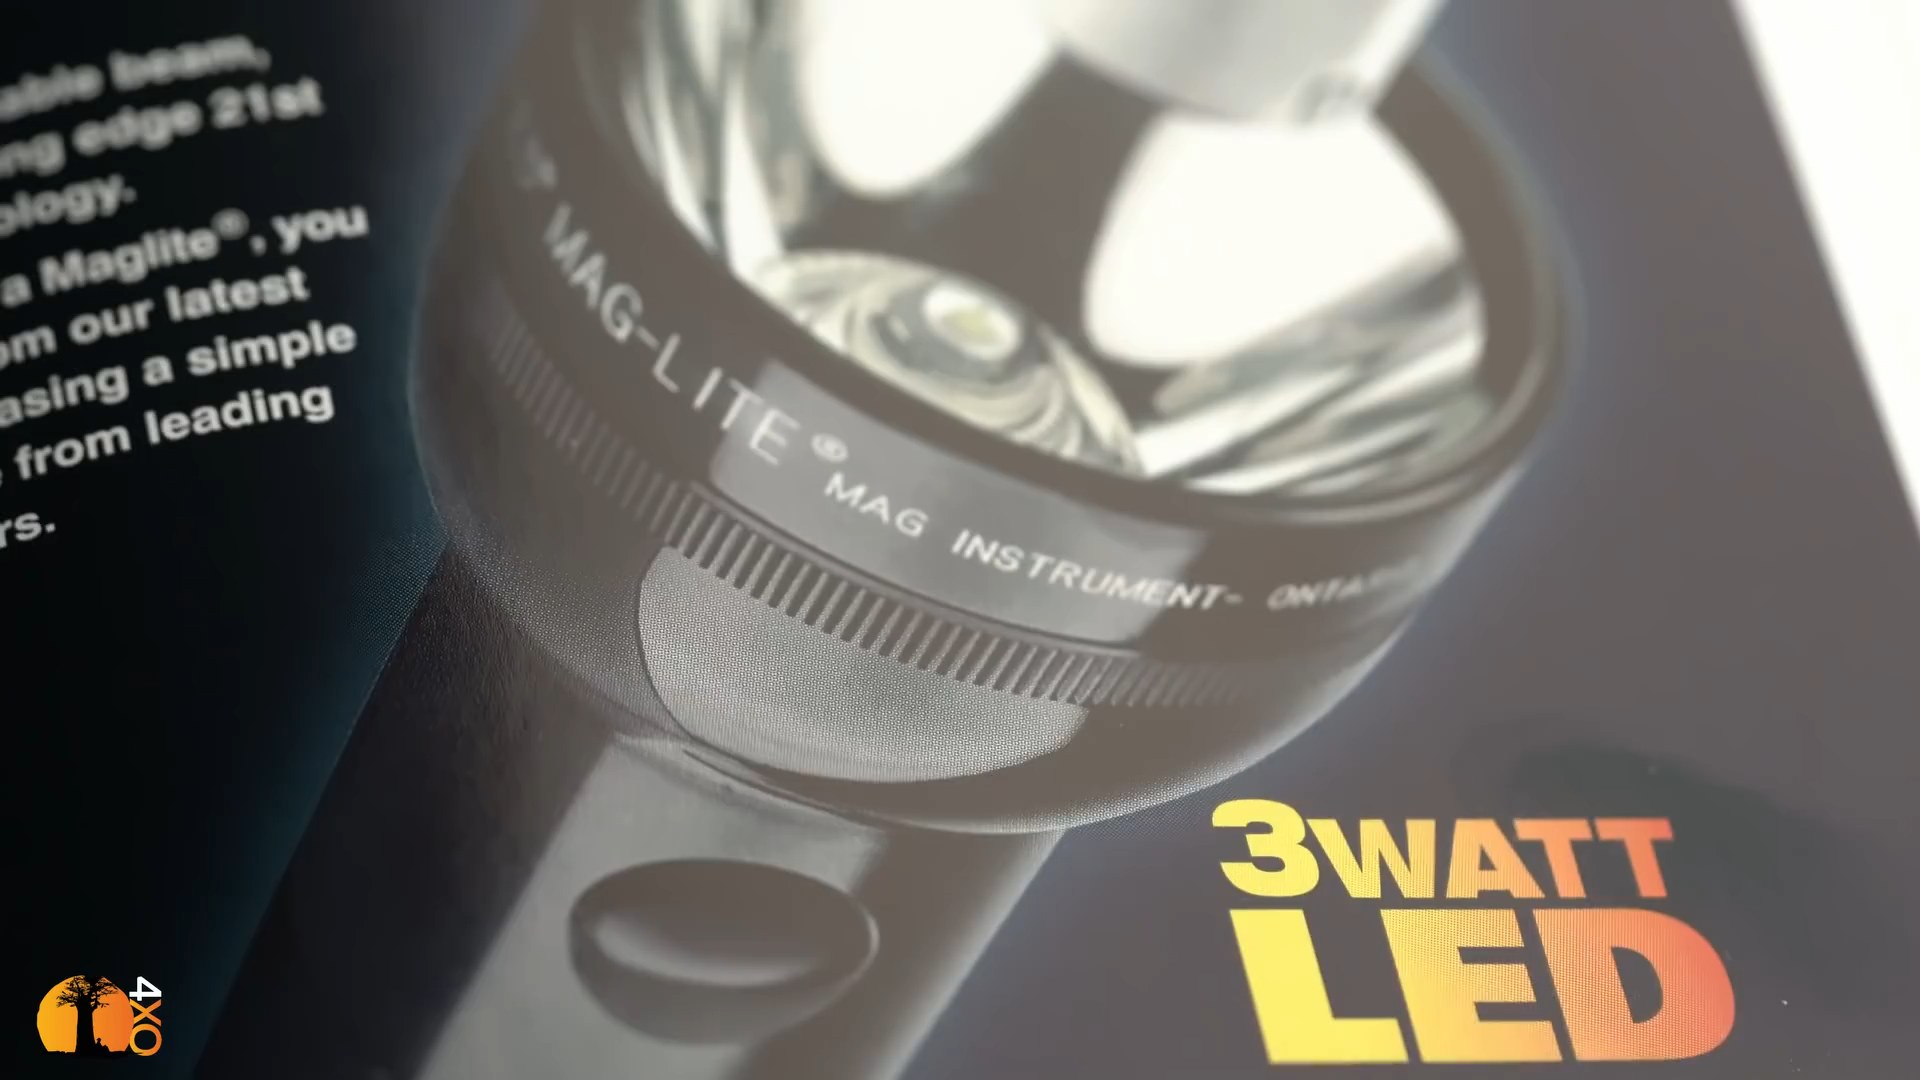 able beam,
ng edge 21st
ology.
a Maglite®, you
om our latest
asing a simple
from leading
rs.
MAG-LITE®
MAG INSTRUMENT-
3WATT
LED
4XO